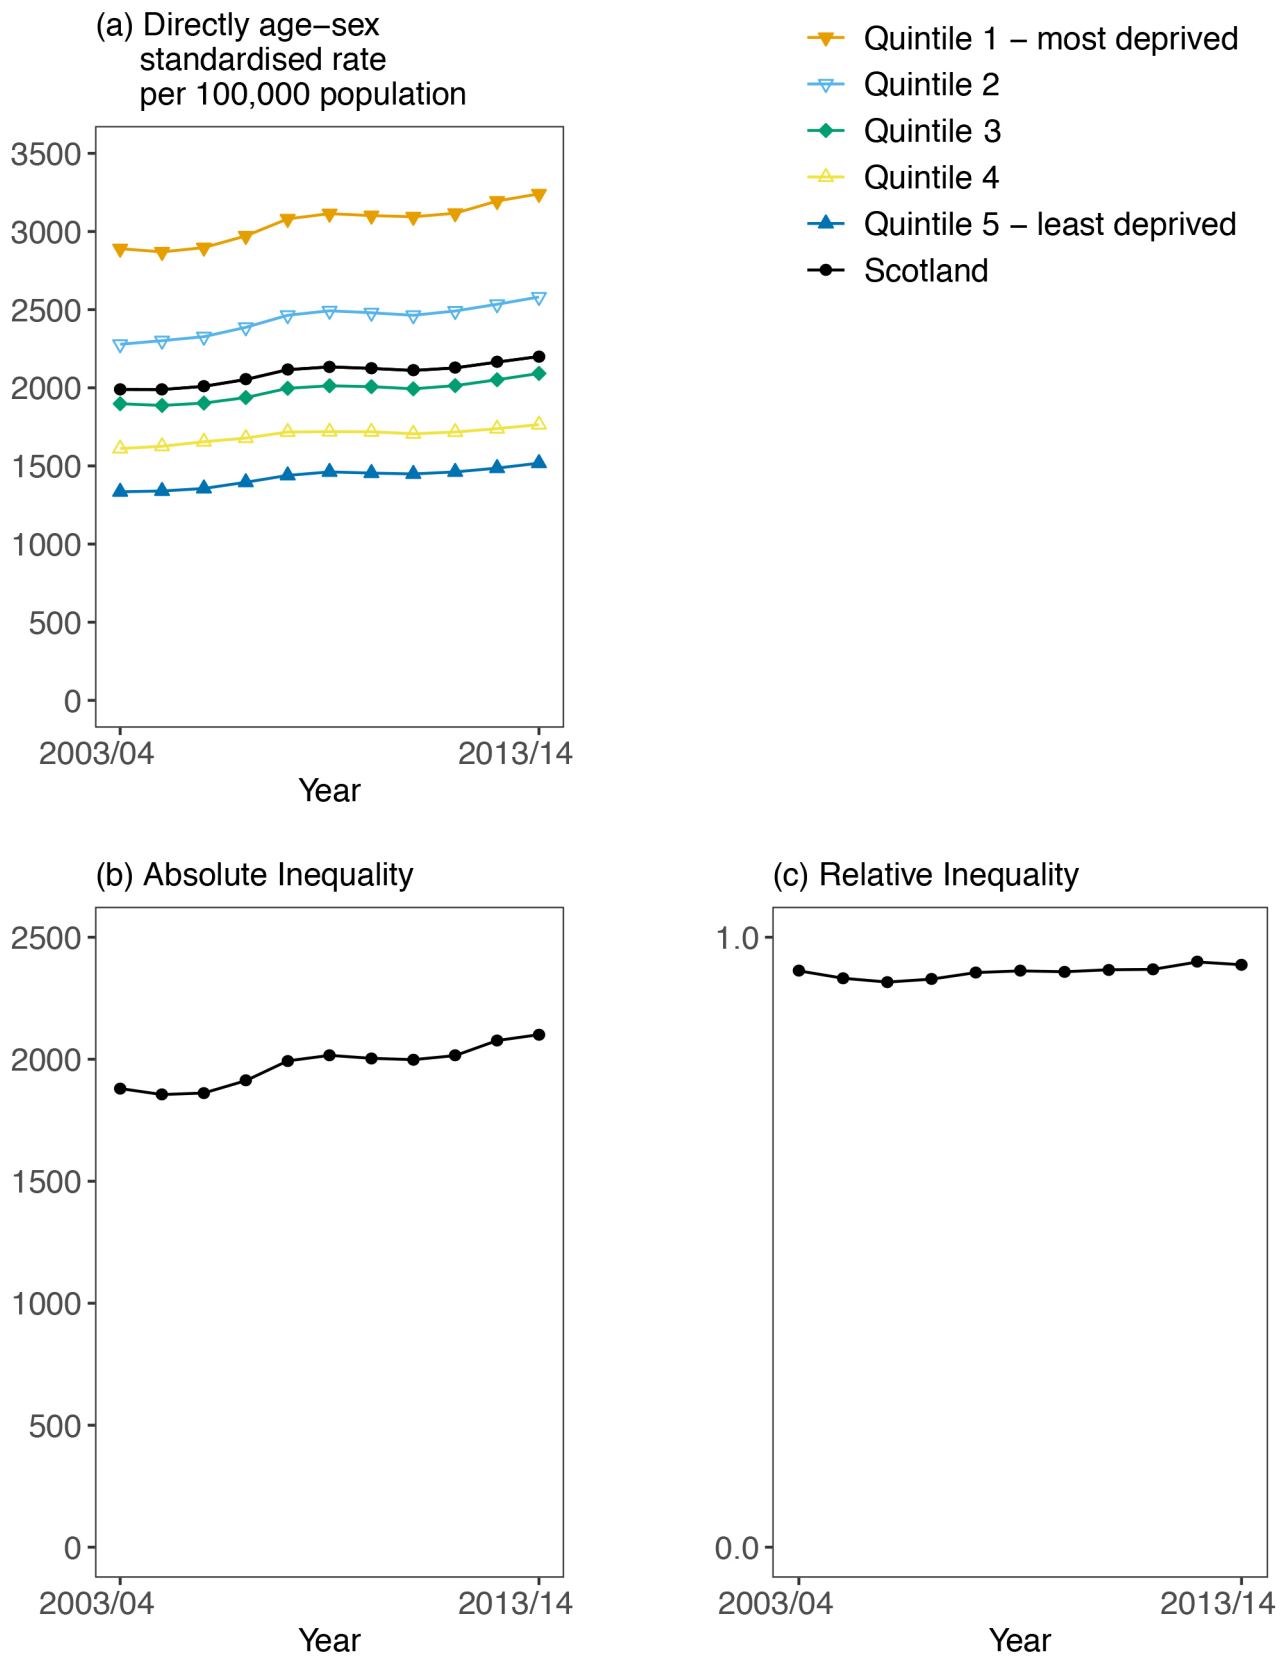 (a) Directly age−sex
standardised rate
per 100,000 population
3500
3000
2500
2000
1500
1000
500
0
2003/04 2013/14
Year
Quintile 1 − most deprived
Quintile 2
Quintile 3
Quintile 4
Quintile 5 − least deprived
Scotland
(b) Absolute Inequality
2500
2000
1500
1000
500
0
2003/04 2013/14
Year
(c) Relative Inequality
1.0
0.0
2003/04 2013/14
Year